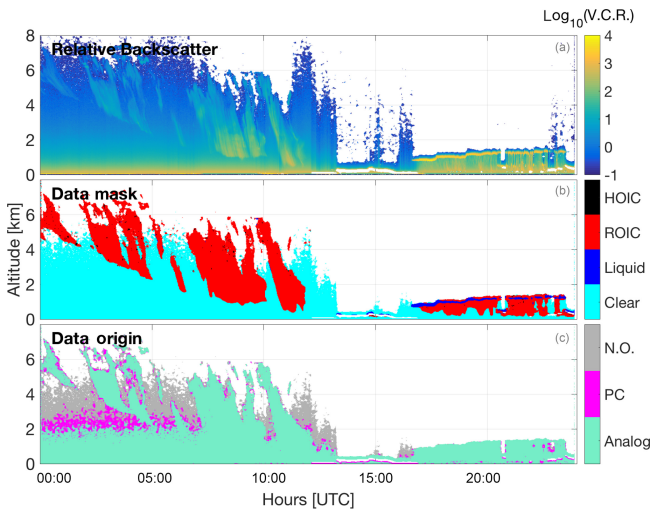 Log10(V.C.R.)
8
Relative Backscatter
(a)
4
6
3
4
2
1
2
0
0
-1
Data mask
(b)
HOIC
6
ROIC
4
Altitude [km]
Liquid
2
Clear
0
Data origin
(c)
N.O.
6
4
PC
2
Analog
0
00:00 05:00 10:00 15:00 20:00
Hours [UTC]